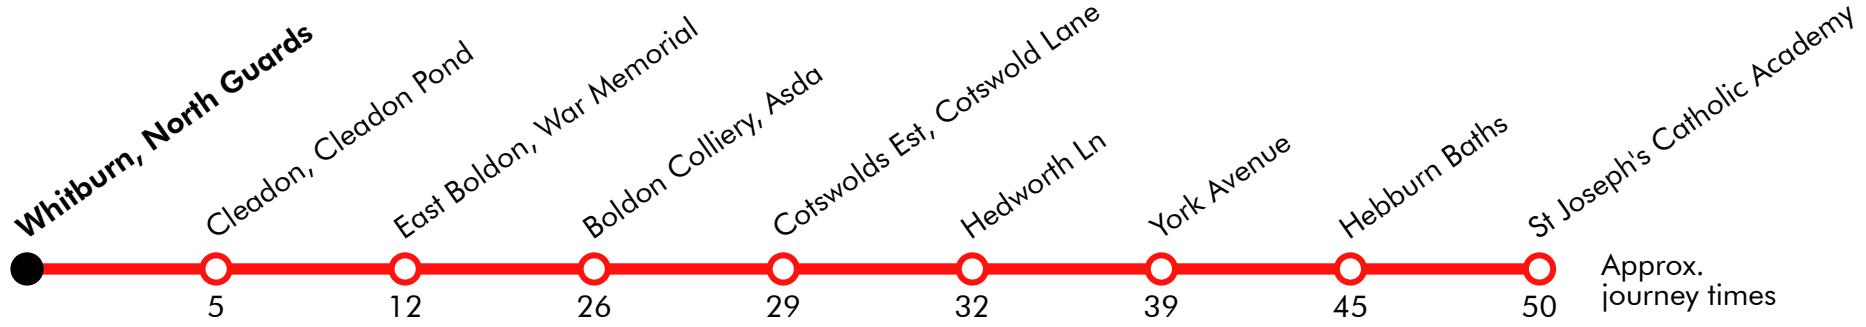 Whitburn, North Guards
Cleadon, Cleadon Pond
East Boldon, War Memorial
Boldon Colliery, Asda
Cotswolds Est, Cotswold Lane
Hedworth Ln
York Avenue
Hebburn Baths
St Joseph's Catholic Academy
5
12
26
29
32
39
45
50
Approx.
journey times